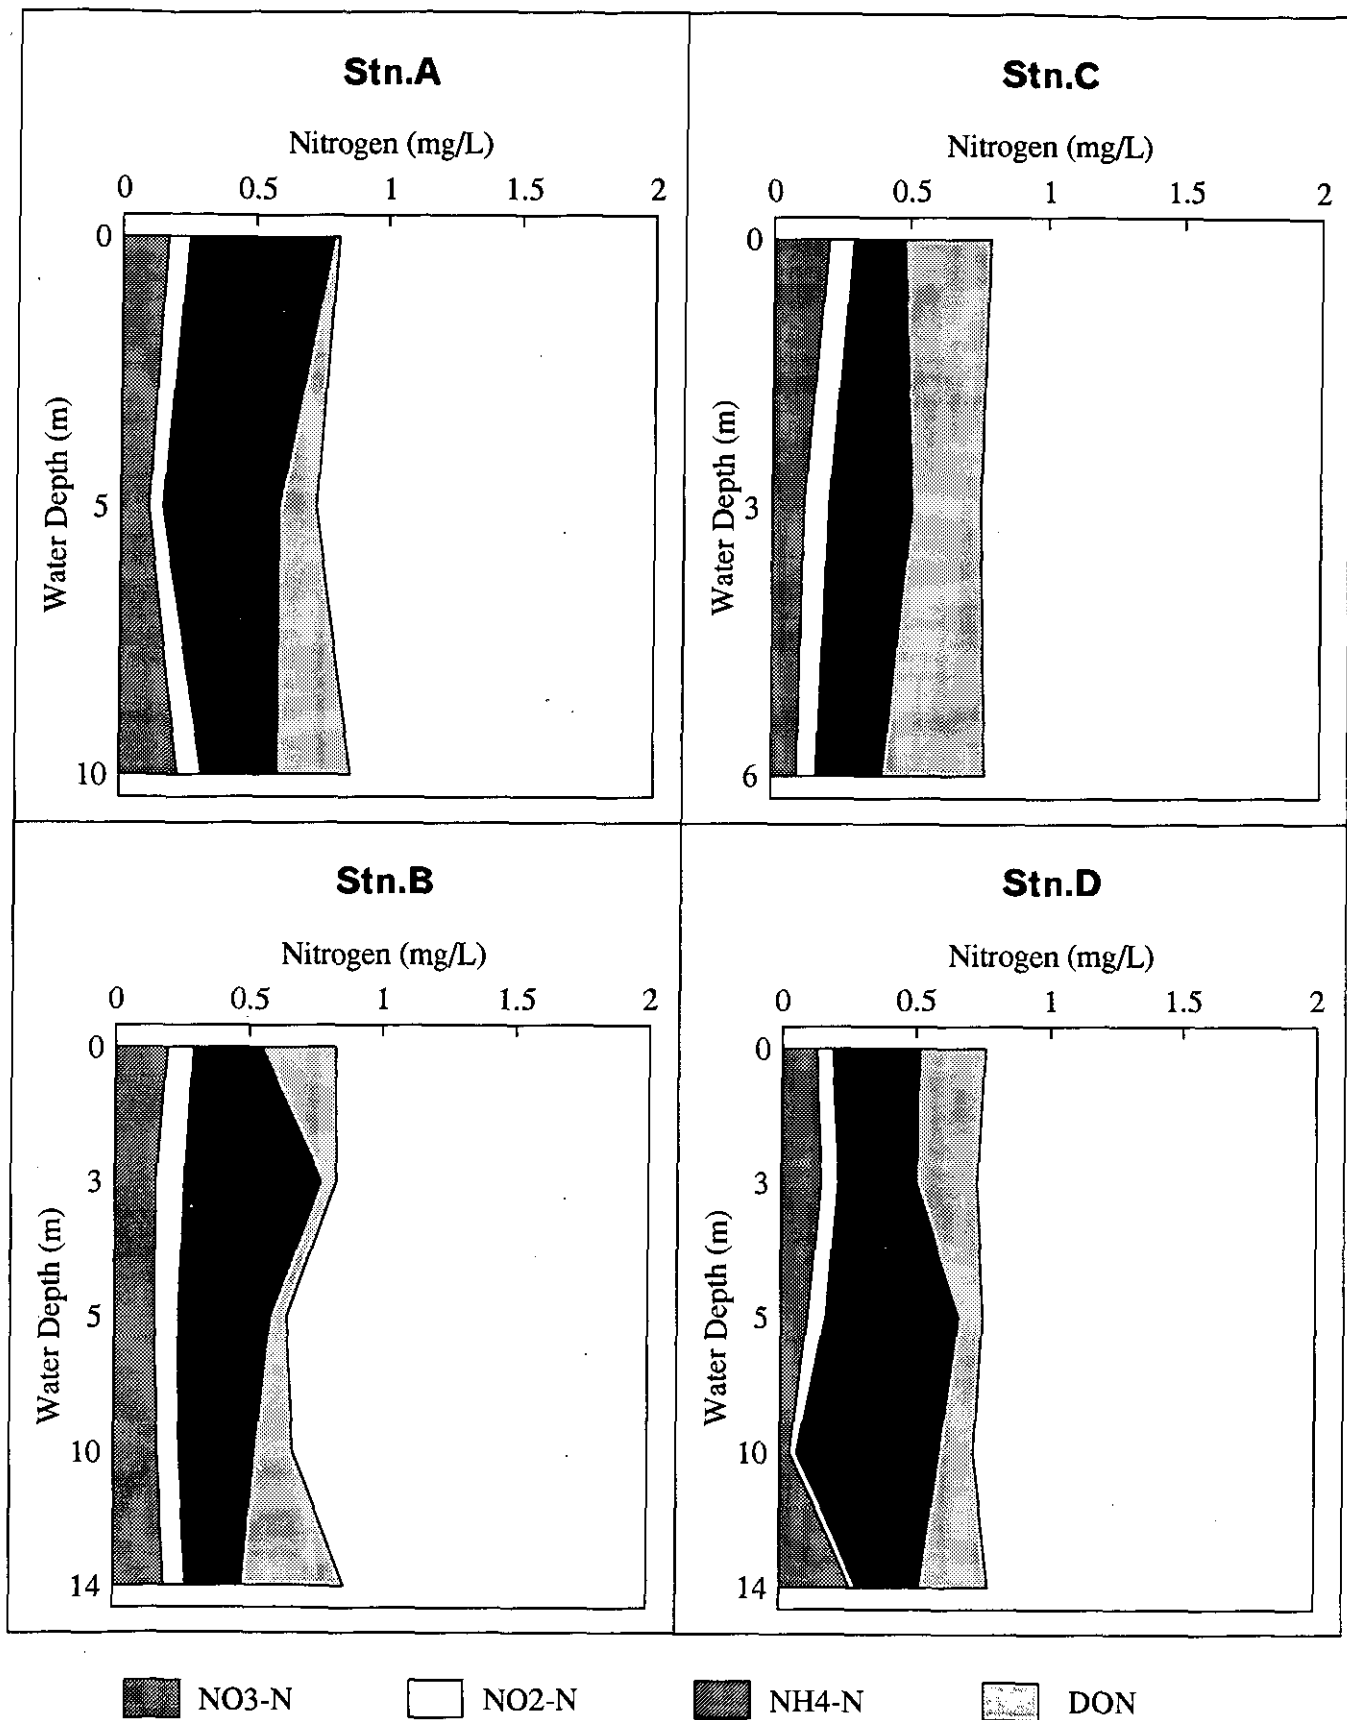 Stn.A
Nitrogen (mg/L)
0 0.5 1 1.5 2
Water Depth (m)
0
5
10
Stn.C
Nitrogen (mg/L)
0 0.5 1 1.5 2
Water Depth (m)
0
3
6
Stn.B
Nitrogen (mg/L)
0 0.5 1 1.5 2
Water Depth (m)
0
3
5
10
14
Stn.D
Nitrogen (mg/L)
0 0.5 1 1.5 2
Water Depth (m)
0
3
5
10
14
NO3-N NO2-N NH4-N DON